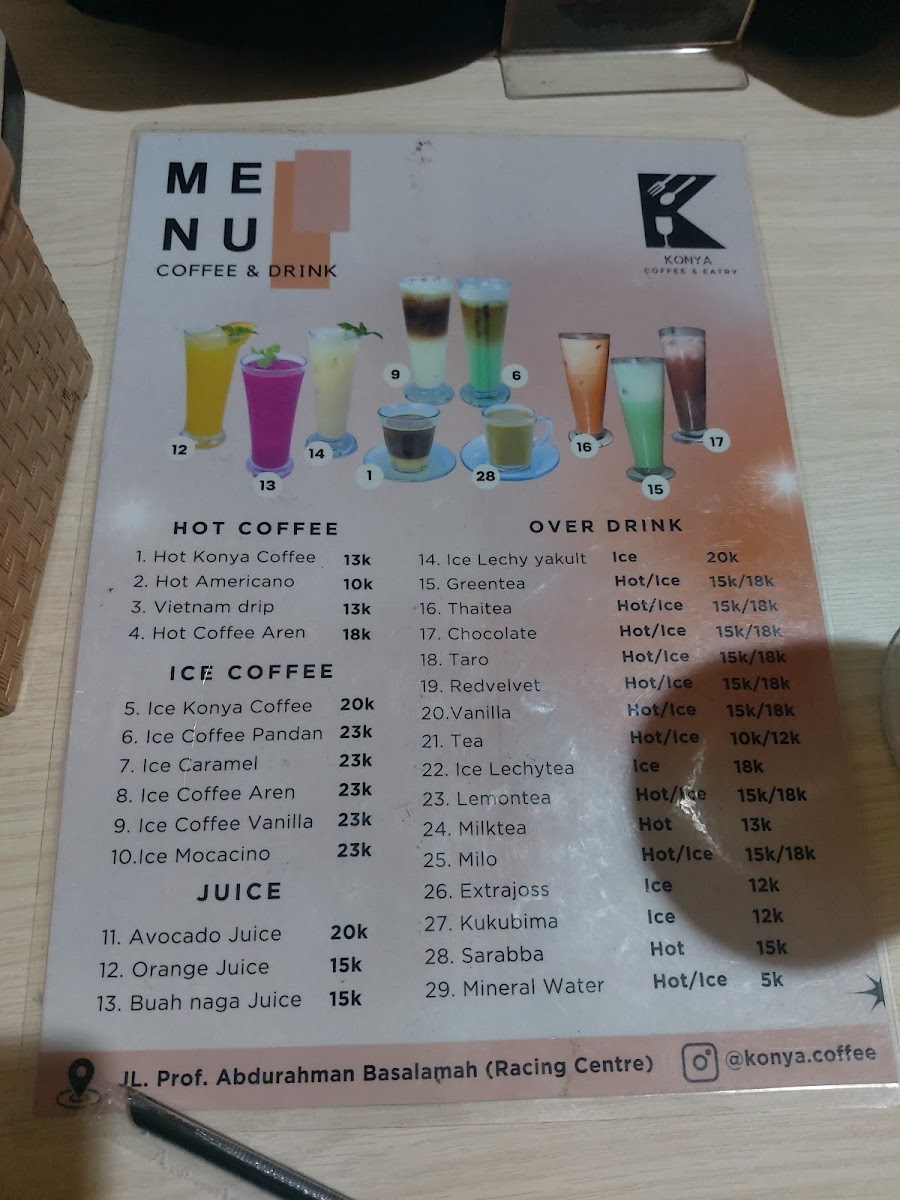 ME
NU
COFFEE & DRINK
KONYA
COFFEE & EATRY
9
6
12
13
14
1
28
16
15
17
HOT COFFEE
1. Hot Konya Coffee 13k
2. Hot Americano 10k
3. Vietnam drip 13k
4. Hot Coffee Aren 18k
ICE COFFEE
5. Ice Konya Coffee 20k
6. Ice Coffee Pandan 23k
7. Ice Caramel 23k
8. Ice Coffee Aren 23k
9. Ice Coffee Vanilla 23k
10.Ice Mocacino 23k
JUICE
11. Avocado Juice 20k
12. Orange Juice 15k
13. Buah naga Juice 15k
OVER DRINK
14. Ice Lechy yakult Ice 20k
15. Greentea Hot/Ice 15k/18k
16. Thaitea Hot/Ice 15k/18k
17. Chocolate Hot/Ice 15k/18k
18. Taro Hot/Ice 15k/18k
19. Redvelvet Hot/Ice 15k/18k
20.Vanilla Hot/Ice 15k/18k
21. Tea Hot/Ice 10k/12k
22. Ice Lechytea Ice 18k
23. Lemontea Hot/Ice 15k/18k
24. Milktea Hot 13k
25. Milo Hot/Ice 15k/18k
26. Extrajoss Ice 12k
27. Kukubima Ice 12k
28. Sarabba Hot 15k
29. Mineral Water Hot/Ice 5k
JL. Prof. Abdurahman Basalamah (Racing Centre) @konya.coffee